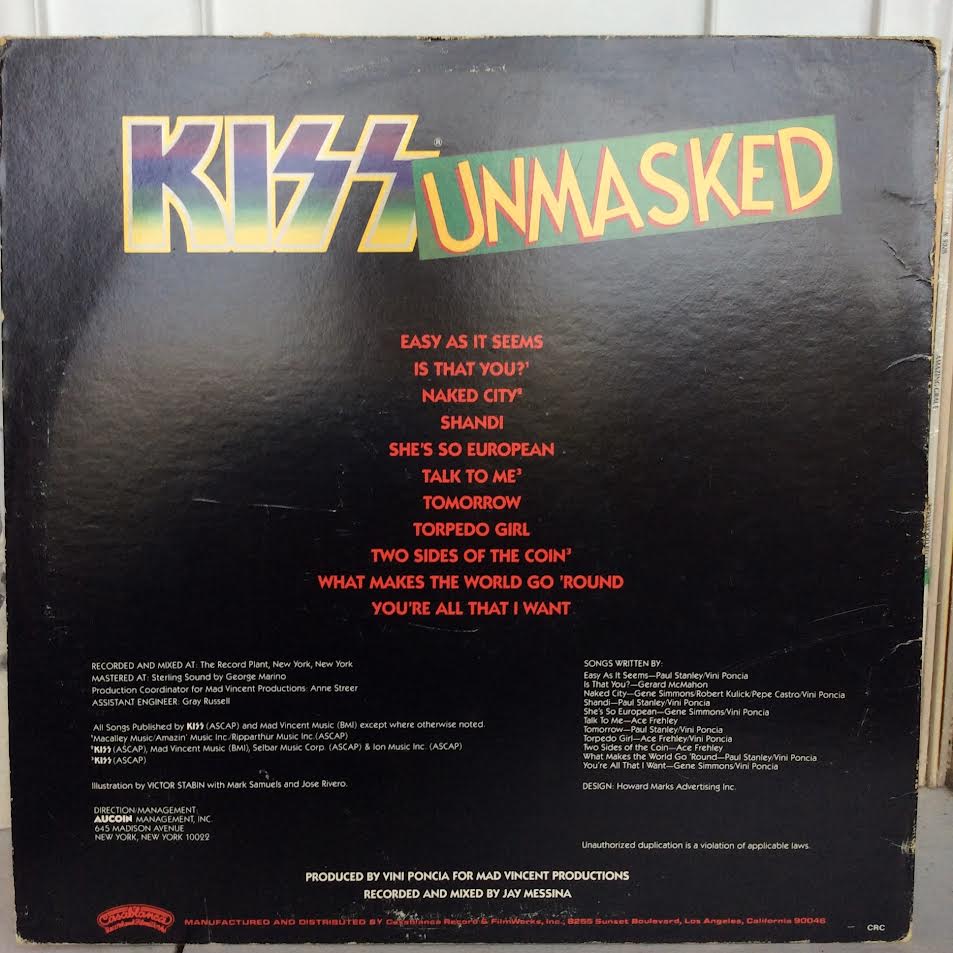 KISS® UNMASKED
EASY AS IT SEEMS
IS THAT YOU?¹
NAKED CITY²
SHANDI
SHE'S SO EUROPEAN
TALK TO ME³
TOMORROW
TORPEDO GIRL
TWO SIDES OF THE COIN³
WHAT MAKES THE WORLD GO 'ROUND
YOU'RE ALL THAT I WANT
RECORDED AND MIXED AT: The Record Plant, New York, New York
MASTERED AT: Sterling Sound by George Marino
Production Coordinator for Mad Vincent Productions: Anne Streer
ASSISTANT ENGINEER: Gray Russell
All Songs Published by KISS (ASCAP) and Mad Vincent Music (BMI) except where otherwise noted.
¹Macalley Music/Amazin' Music Inc./Ripparthur Music Inc.(ASCAP)
²KISS (ASCAP), Mad Vincent Music (BMI), Selbar Music Corp. (ASCAP) & Ion Music Inc. (ASCAP)
³KISS (ASCAP)
Illustration by VICTOR STABIN with Mark Samuels and Jose Rivero.
DIRECTION/MANAGEMENT:
AUCOIN MANAGEMENT, INC.
645 MADISON AVENUE
NEW YORK, NEW YORK 10022
SONGS WRITTEN BY:
Easy As It Seems—Paul Stanley/Vini Poncia
Is That You?—Gerard McMahon
Naked City—Gene Simmons/Robert Kulick/Pepe Castro/Vini Poncia
Shandi—Paul Stanley/Vini Poncia
She's So European—Gene Simmons/Vini Poncia
Talk To Me—Ace Frehley
Tomorrow—Paul Stanley/Vini Poncia
Torpedo Girl—Ace Frehley/Vini Poncia
Two Sides of the Coin—Ace Frehley
What Makes the World Go 'Round—Paul Stanley/Vini Poncia
You're All That I Want—Gene Simmons/Vini Poncia
DESIGN: Howard Marks Advertising Inc.
Unauthorized duplication is a violation of applicable laws.
PRODUCED BY VINI PONCIA FOR MAD VINCENT PRODUCTIONS
RECORDED AND MIXED BY JAY MESSINA
Casablanca
Record and FilmWorks
MANUFACTURED AND DISTRIBUTED BY Casablanca Record & FilmWorks, Inc., 8255 Sunset Boulevard, Los Angeles, California 90046
CRC